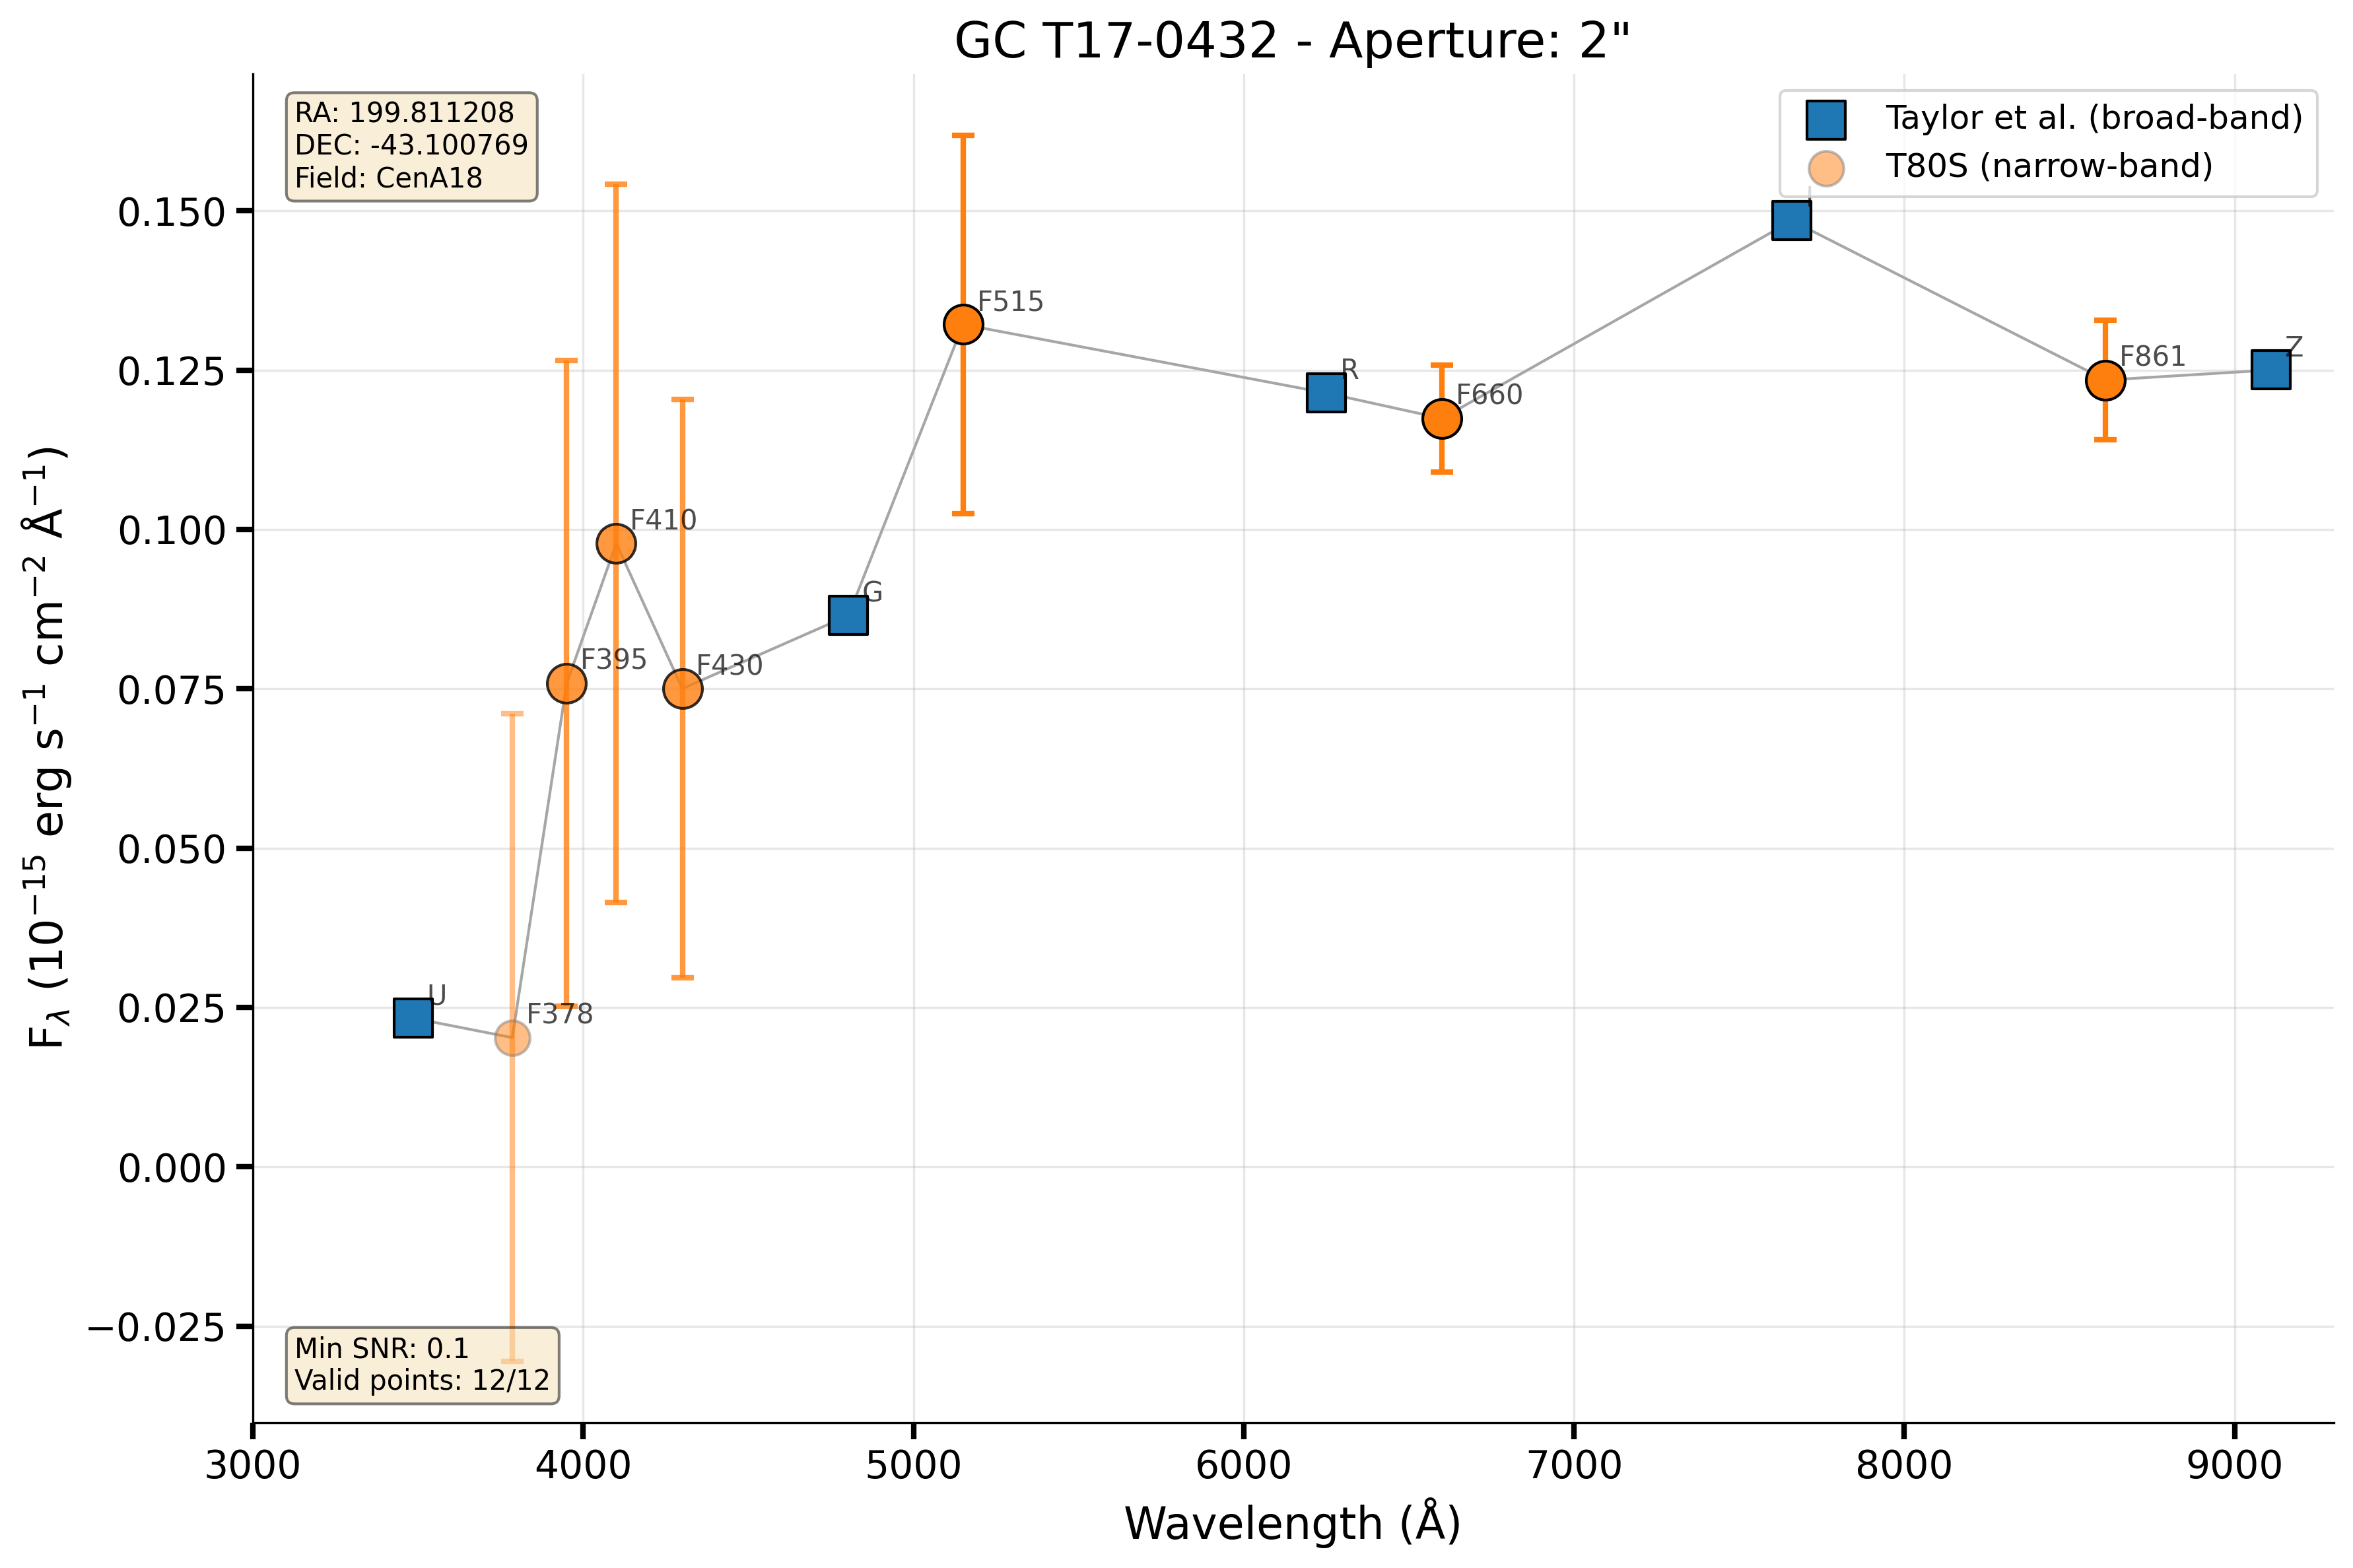 GC T17-0432 - Aperture: 2"
RA: 199.811208
DEC: -43.100769
Field: CenA18
Taylor et al. (broad-band)
T80S (narrow-band)
0.150
0.125
0.100
0.075
0.050
0.025
0.000
−0.025
F515
R
F660
F861
Z
F410
G
F395
F430
U
F378
Min SNR: 0.1
Valid points: 12/12
3000 4000 5000 6000 7000 8000 9000
Wavelength (Å)
Fλ (10⁻¹⁵ erg s⁻¹ cm⁻² Å⁻¹)